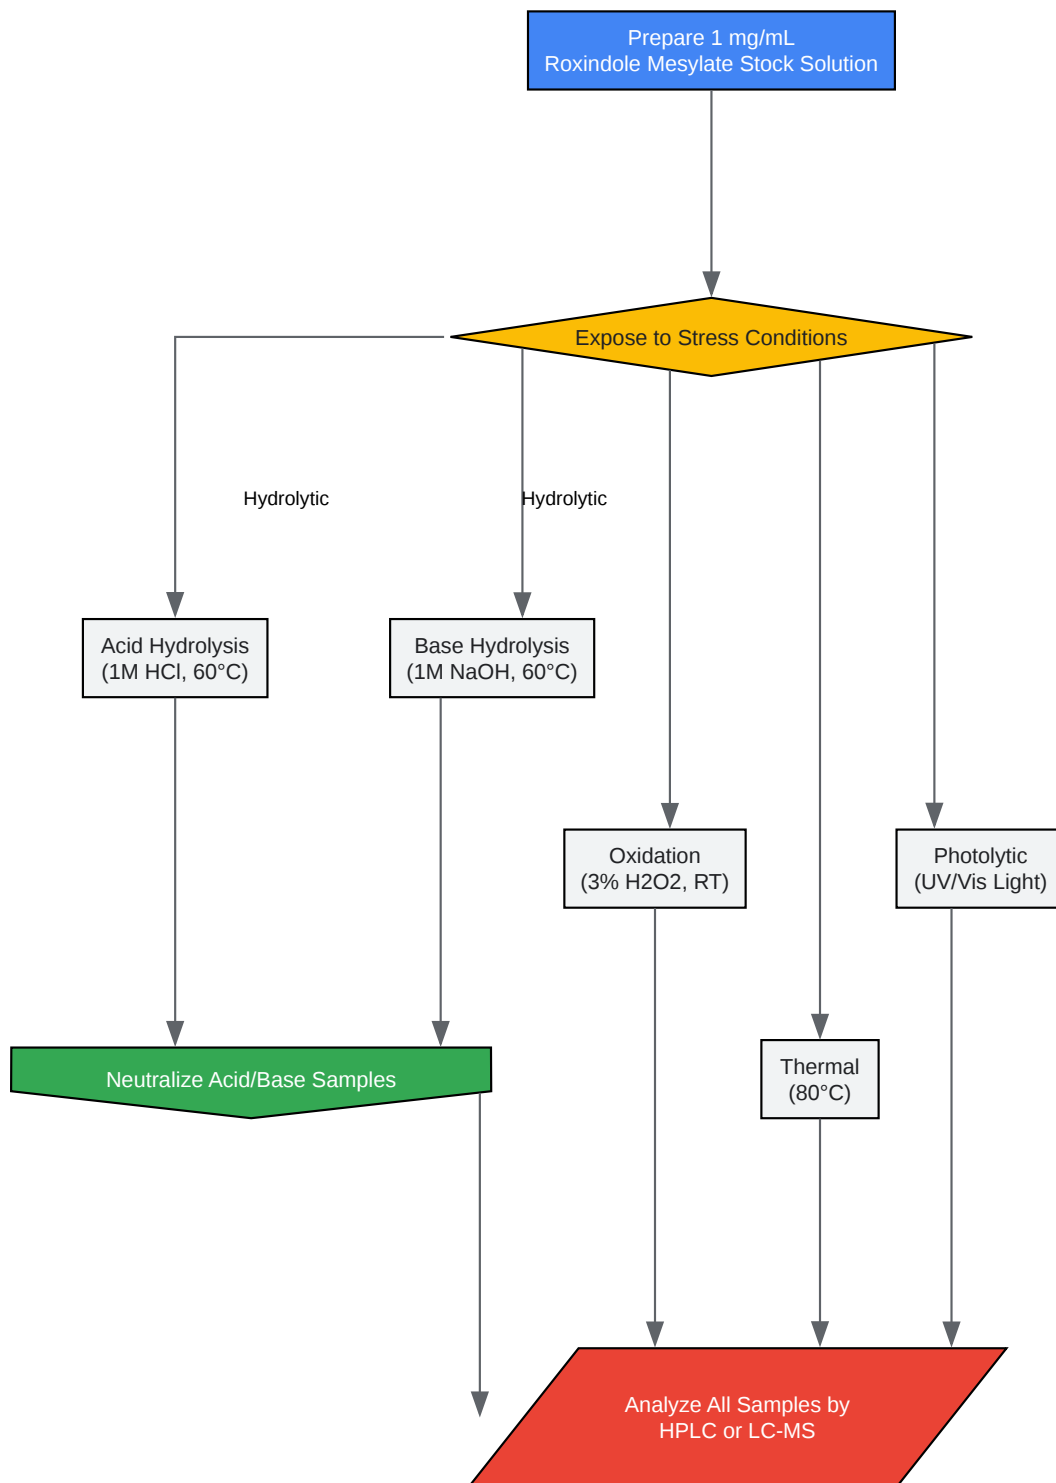 Prepare 1 mg/mL
Roxindole Mesylate Stock Solution
Expose to Stress Conditions
Hydrolytic
Hydrolytic
Acid Hydrolysis
(1M HCl, 60°C)
Base Hydrolysis
(1M NaOH, 60°C)
Oxidation
(3% H2O2, RT)
Photolytic
(UV/Vis Light)
Thermal
(80°C)
Neutralize Acid/Base Samples
Analyze All Samples by
HPLC or LC-MS